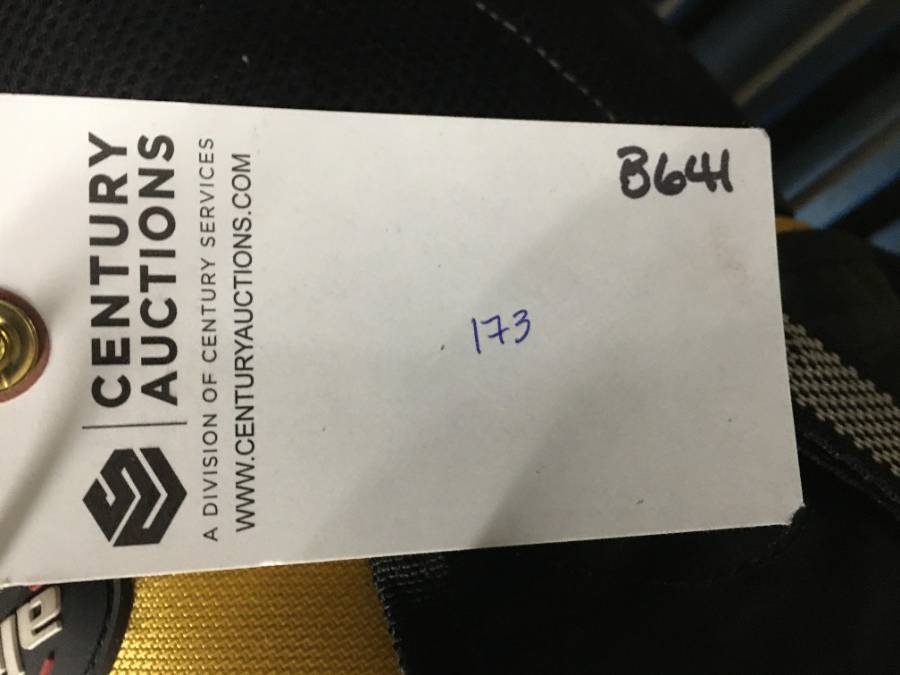 CENTURY
AUCTIONS
A DIVISION OF CENTURY SERVICES
WWW.CENTURYAUCTIONS.COM
B641
173